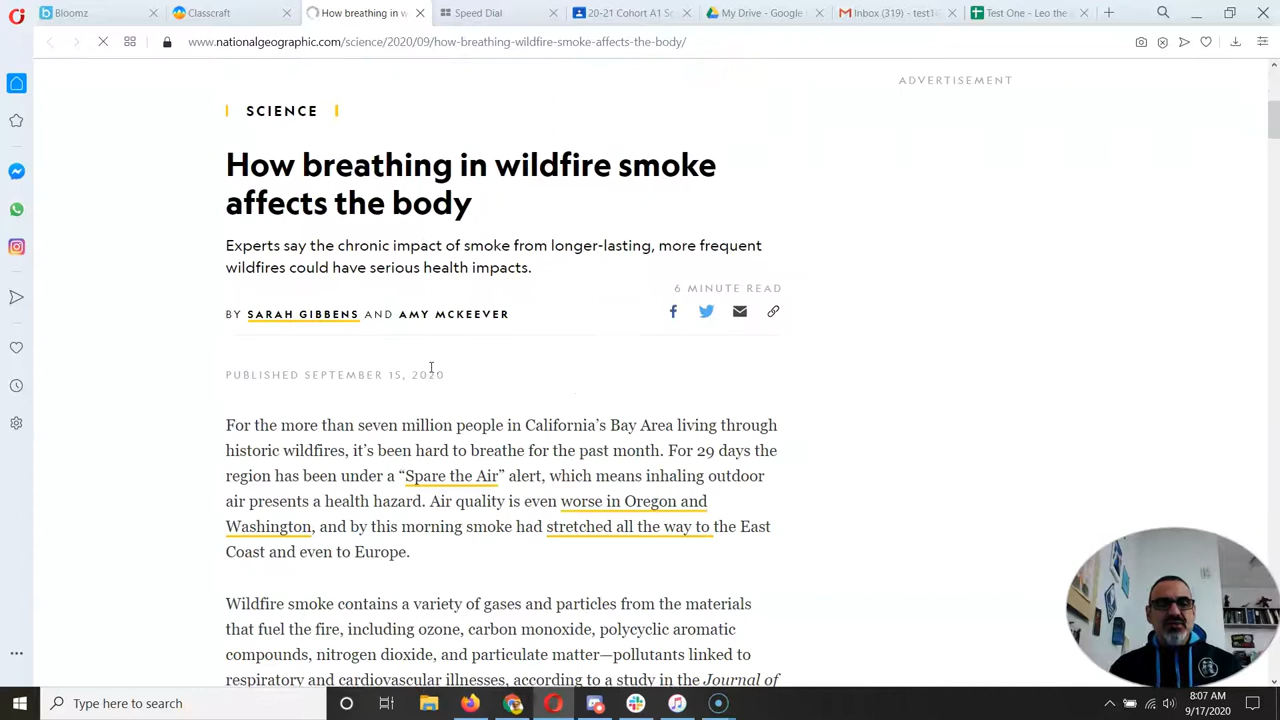 Bloomz
Classcraft
How breathing in w
Speed Dial
20-21 Cohort A1 S
My Drive - Google
Inbox (319) - test1
Test One - Leo the
www.nationalgeographic.com/science/2020/09/how-breathing-wildfire-smoke-affects-the-body/
ADVERTISEMENT
SCIENCE
How breathing in wildfire smoke
affects the body
Experts say the chronic impact of smoke from longer-lasting, more frequent
wildfires could have serious health impacts.
6 MINUTE READ
BY SARAH GIBBENS AND AMY MCKEEVER
PUBLISHED SEPTEMBER 15, 2020
For the more than seven million people in California's Bay Area living through
historic wildfires, it's been hard to breathe for the past month. For 29 days the
region has been under a "Spare the Air" alert, which means inhaling outdoor
air presents a health hazard. Air quality is even worse in Oregon and
Washington, and by this morning smoke had stretched all the way to the East
Coast and even to Europe.
Wildfire smoke contains a variety of gases and particles from the materials
that fuel the fire, including ozone, carbon monoxide, polycyclic aromatic
compounds, nitrogen dioxide, and particulate matter—pollutants linked to
respiratory and cardiovascular illnesses, according to a study in the Journal of
Type here to search
8:07 AM
9/17/2020